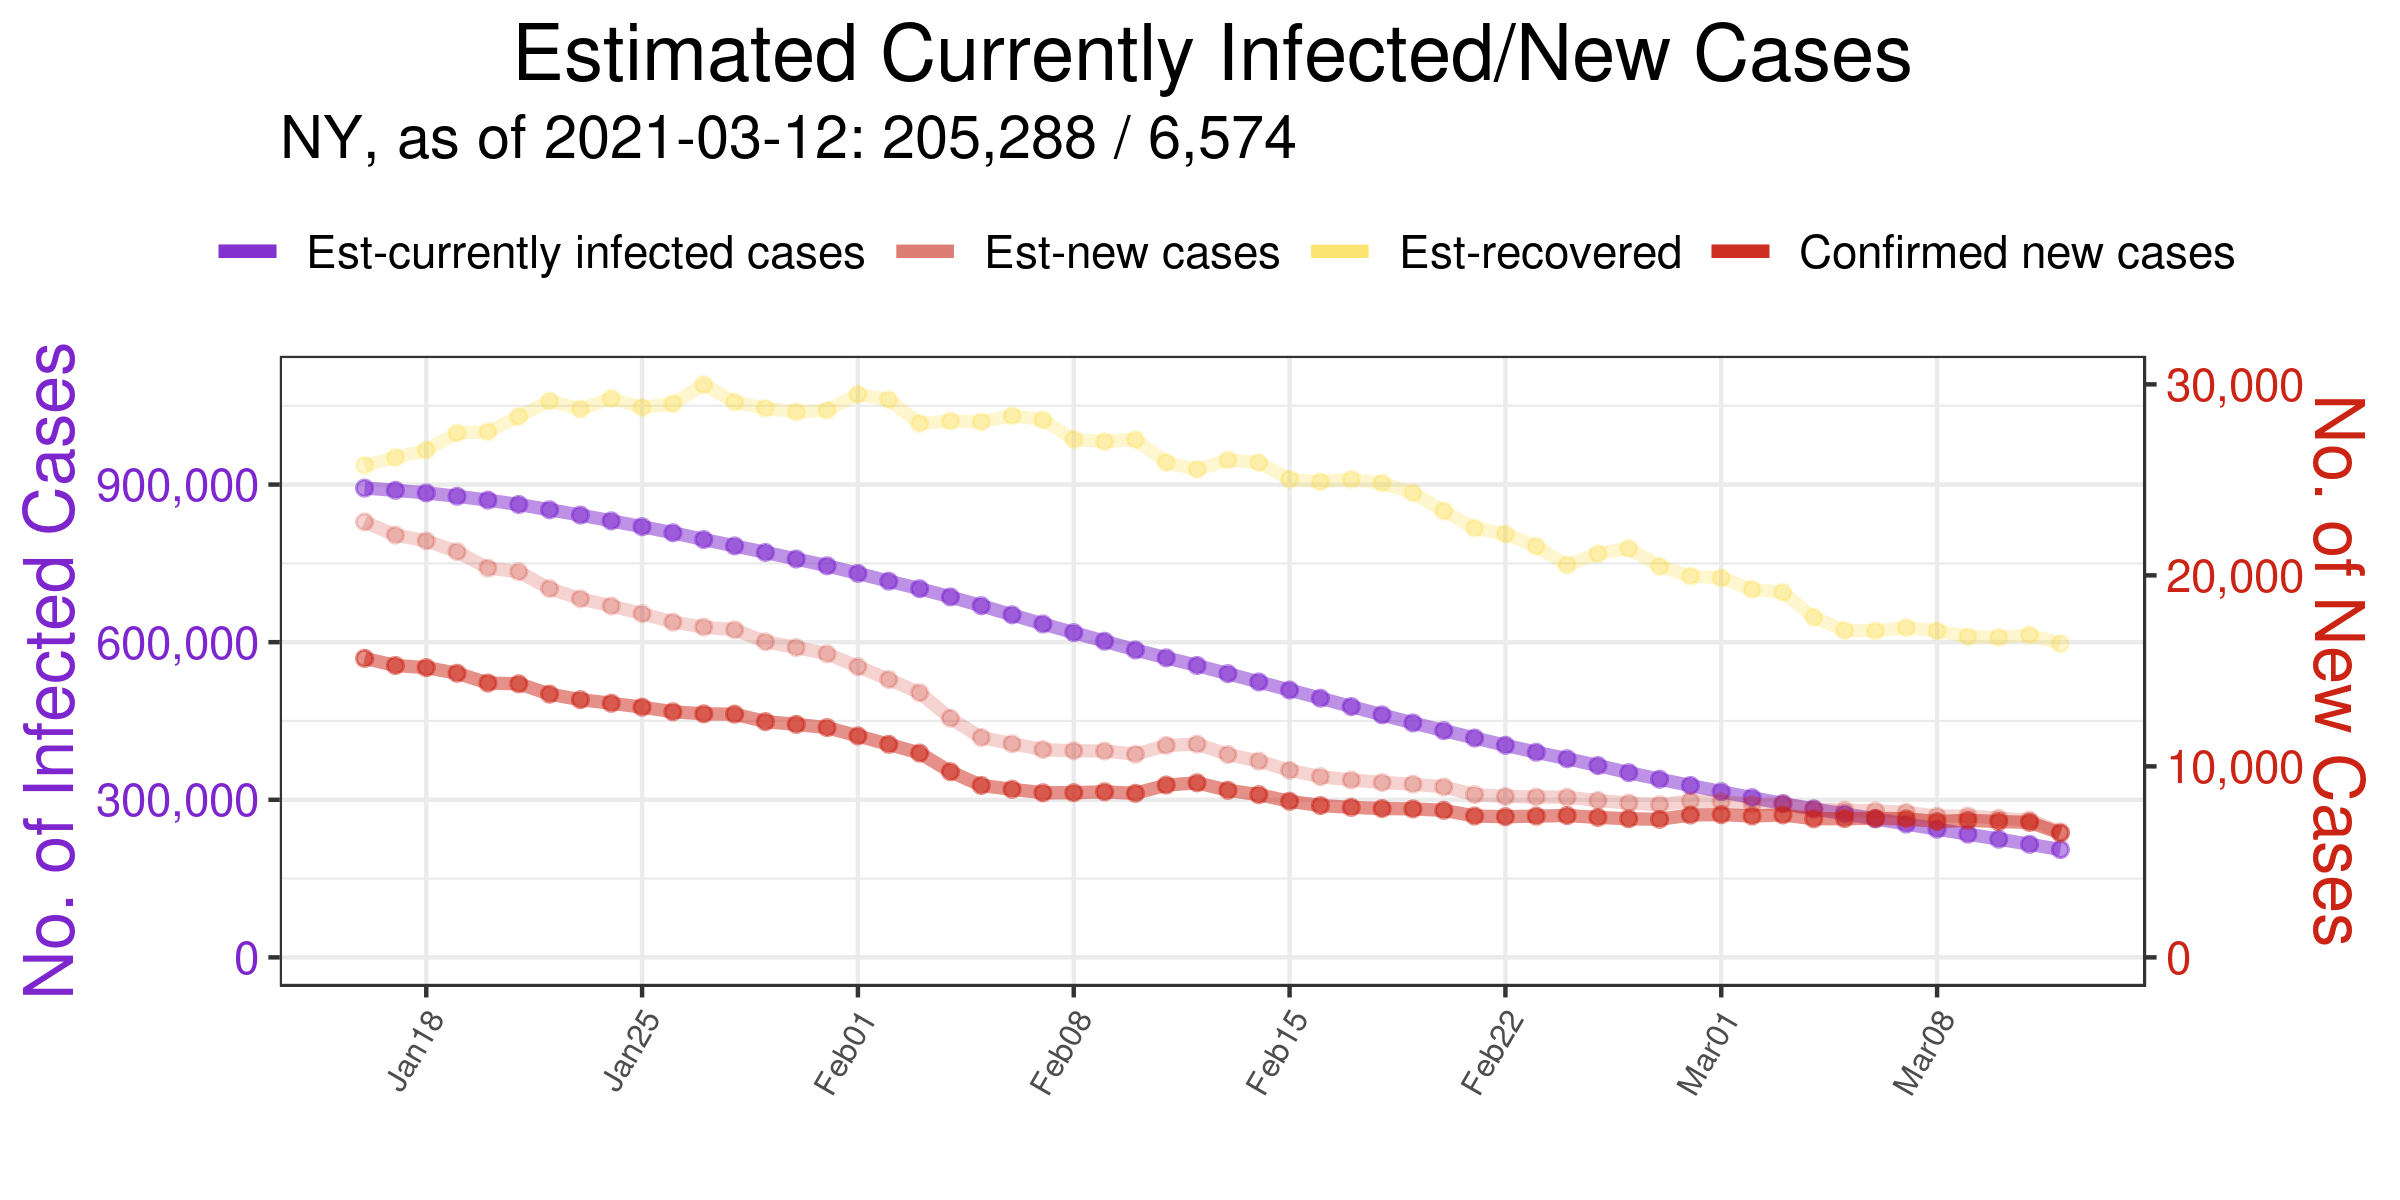 Estimated Currently Infected/New Cases
NY, as of 2021-03-12: 205,288 / 6,574
Est-currently infected cases Est-new cases Est-recovered Confirmed new cases
No. of Infected Cases
900,000
600,000
300,000
0
30,000
20,000
10,000
0
No. of New Cases
Jan18 Jan25 Feb01 Feb08 Feb15 Feb22 Mar01 Mar08